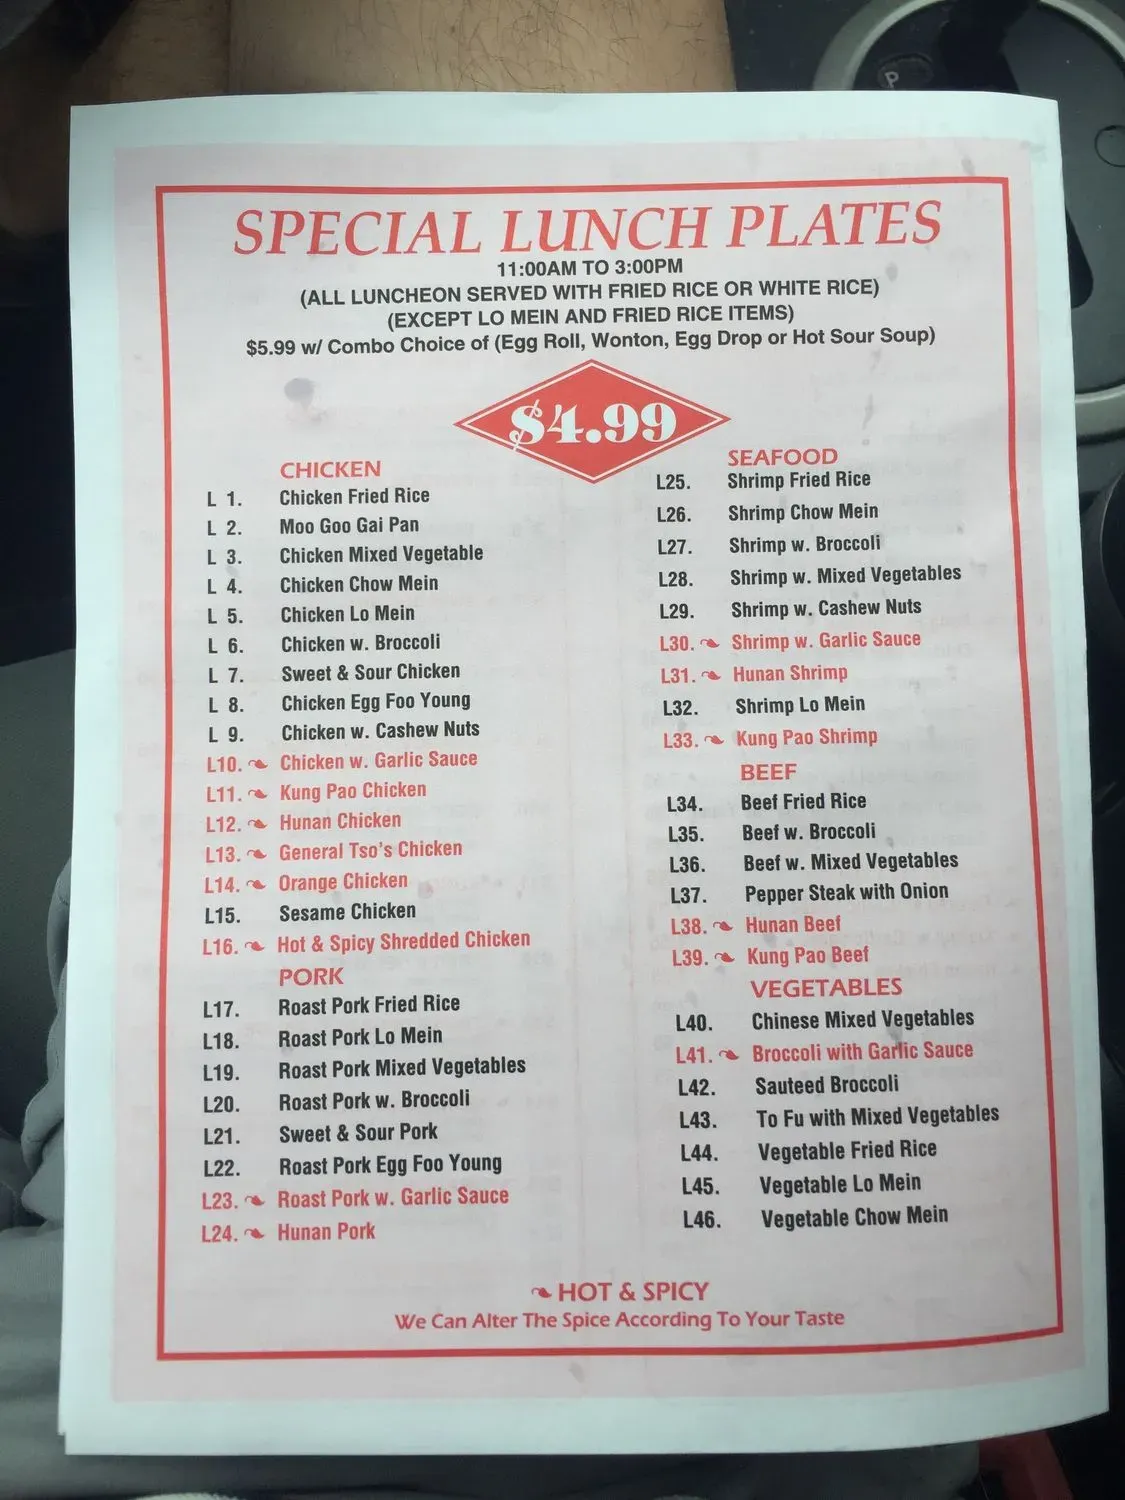 P
SPECIAL LUNCH PLATES
11:00AM TO 3:00PM
(ALL LUNCHEON SERVED WITH FRIED RICE OR WHITE RICE)
(EXCEPT LO MEIN AND FRIED RICE ITEMS)
$5.99 w/ Combo Choice of (Egg Roll, Wonton, Egg Drop or Hot Sour Soup)
$4.99
CHICKEN
L 1. Chicken Fried Rice
L 2. Moo Goo Gai Pan
L 3. Chicken Mixed Vegetable
L 4. Chicken Chow Mein
L 5. Chicken Lo Mein
L 6. Chicken w. Broccoli
L 7. Sweet & Sour Chicken
L 8. Chicken Egg Foo Young
L 9. Chicken w. Cashew Nuts
L10. Chicken w. Garlic Sauce
L11. Kung Pao Chicken
L12. Hunan Chicken
L13. General Tso's Chicken
L14. Orange Chicken
L15. Sesame Chicken
L16. Hot & Spicy Shredded Chicken
PORK
L17. Roast Pork Fried Rice
L18. Roast Pork Lo Mein
L19. Roast Pork Mixed Vegetables
L20. Roast Pork w. Broccoli
L21. Sweet & Sour Pork
L22. Roast Pork Egg Foo Young
L23. Roast Pork w. Garlic Sauce
L24. Hunan Pork
SEAFOOD
L25. Shrimp Fried Rice
L26. Shrimp Chow Mein
L27. Shrimp w. Broccoli
L28. Shrimp w. Mixed Vegetables
L29. Shrimp w. Cashew Nuts
L30. Shrimp w. Garlic Sauce
L31. Hunan Shrimp
L32. Shrimp Lo Mein
L33. Kung Pao Shrimp
BEEF
L34. Beef Fried Rice
L35. Beef w. Broccoli
L36. Beef w. Mixed Vegetables
L37. Pepper Steak with Onion
L38. Hunan Beef
L39. Kung Pao Beef
VEGETABLES
L40. Chinese Mixed Vegetables
L41. Broccoli with Garlic Sauce
L42. Sauteed Broccoli
L43. To Fu with Mixed Vegetables
L44. Vegetable Fried Rice
L45. Vegetable Lo Mein
L46. Vegetable Chow Mein
HOT & SPICY
We Can Alter The Spice According To Your Taste